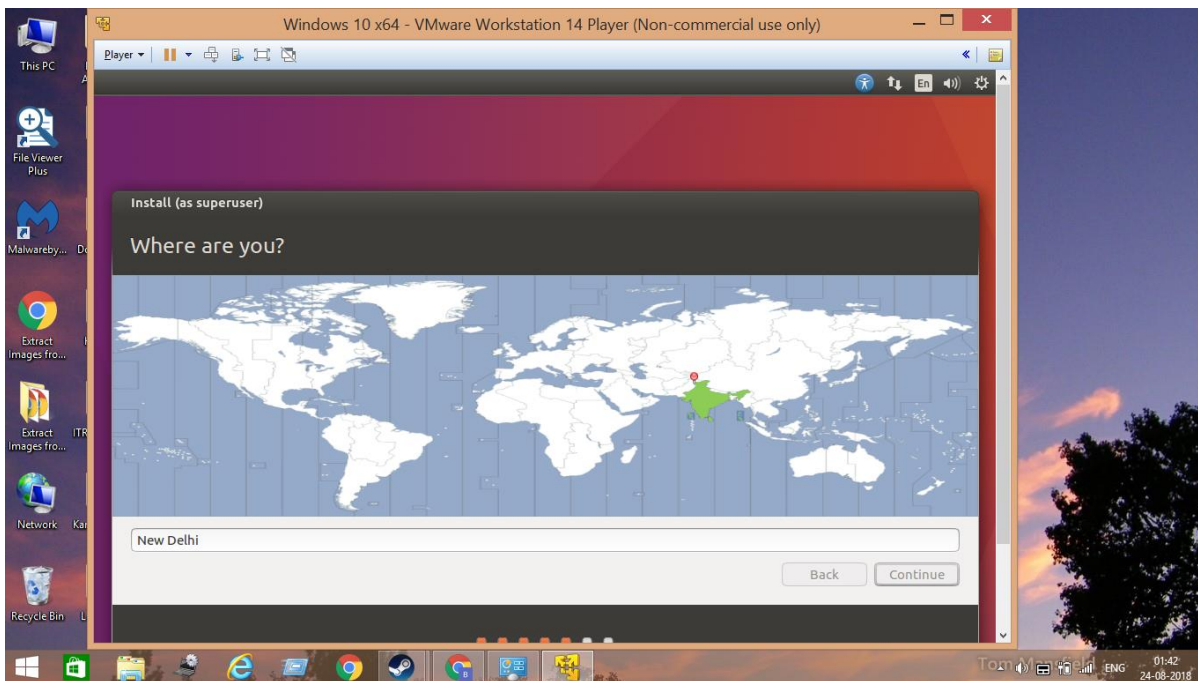 Windows 10 x64 - VMware Workstation 14 Player (Non-commercial use only)
This PC
Player
En
File Viewer
Plus
Install (as superuser)
Where are you?
Malwareby...
Extract
Images fro...
Extract
Images fro...
Network
New Delhi
Back
Continue
Recycle Bin
ENG
01:42
24-08-2018